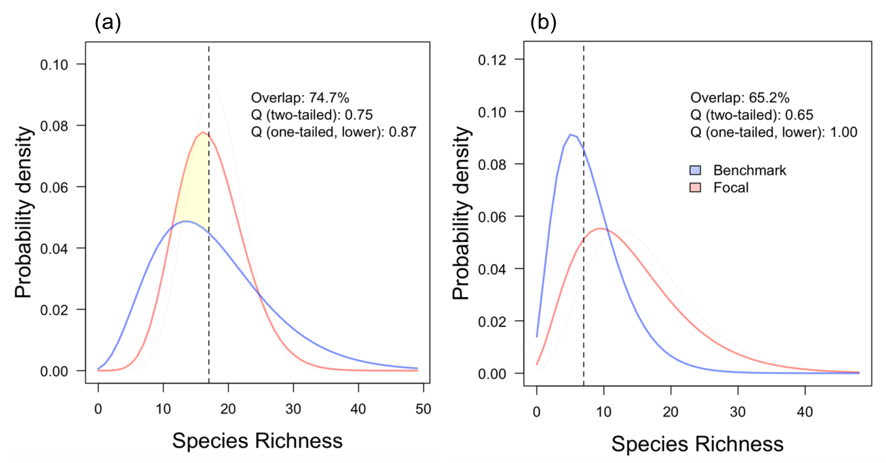 (a)
Overlap: 74.7%
Q (two-tailed): 0.75
Q (one-tailed, lower): 0.87
0.10
0.08
0.06
0.04
0.02
0.00
Probability density
0 10 20 30 40 50
Species Richness
(b)
Overlap: 65.2%
Q (two-tailed): 0.65
Q (one-tailed, lower): 1.00
Benchmark
Focal
0.12
0.10
0.08
0.06
0.04
0.02
0.00
Probability density
0 10 20 30 40
Species Richness